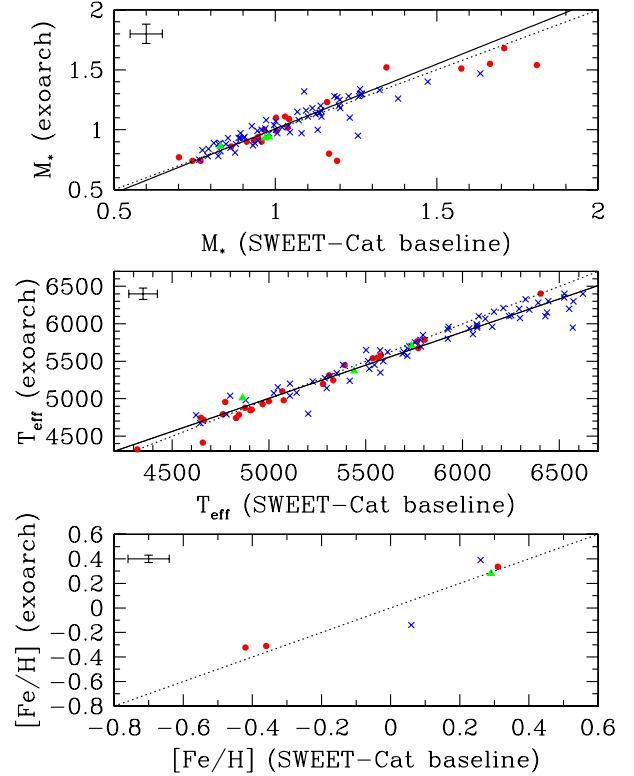 2
1.5
1
0.5
M* (exoarch)
0.5 1 1.5 2
M* (SWEET−Cat baseline)
6500
6000
5500
5000
4500
Teff (exoarch)
4500 5000 5500 6000 6500
Teff (SWEET−Cat baseline)
0.6
0.4
0.2
0
−0.2
−0.4
−0.6
−0.8
[Fe/H] (exoarch)
−0.8 −0.6 −0.4 −0.2 0 0.2 0.4 0.6
[Fe/H] (SWEET−Cat baseline)